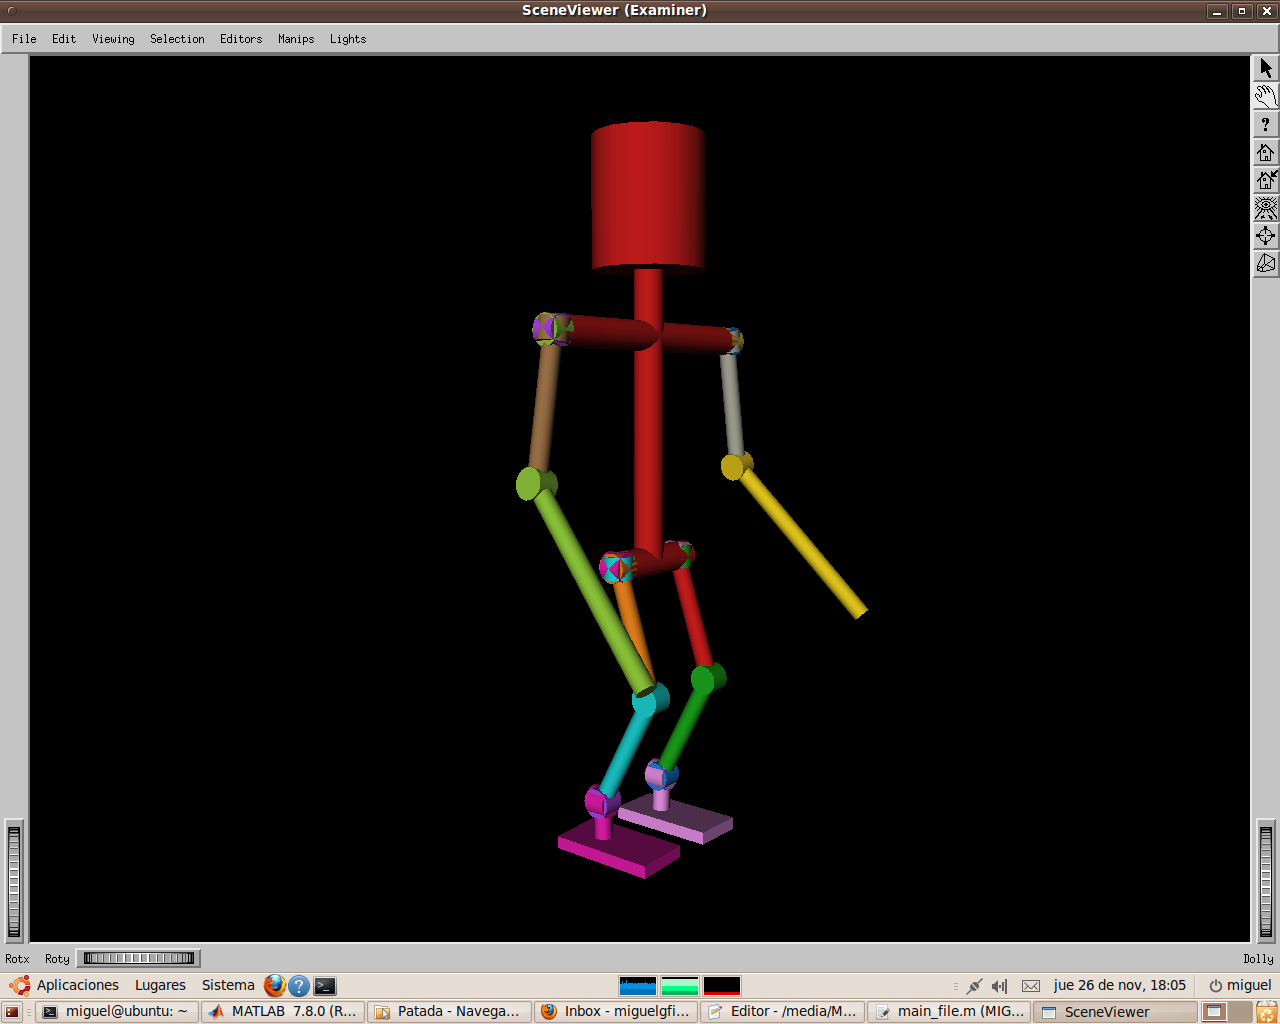 SceneViewer (Examiner)
File Edit Viewing Selection Editors Manips Lights
?
Rotx Roty Dolly
Aplicaciones Lugares Sistema ? jue 26 de nov, 18:05 miguel
miguel@ubuntu: ~ MATLAB 7.8.0 (R... Patada - Navega... Inbox - miguelgfi... Editor - /media/M... main_file.m (MIG... SceneViewer